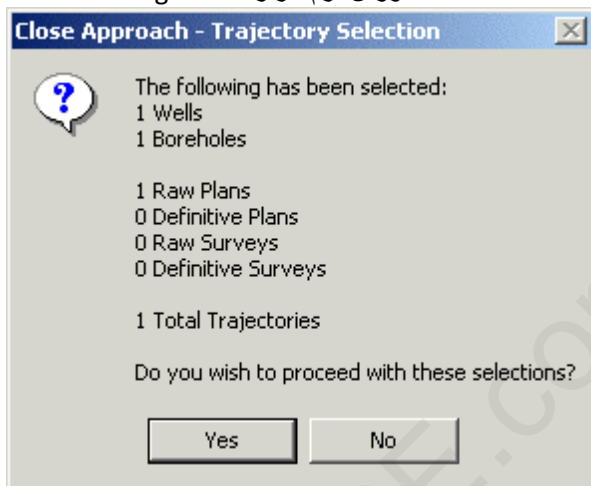 Close Approach - Trajectory Selection
The following has been selected:
1 Wells
1 Boreholes
1 Raw Plans
0 Definitive Plans
0 Raw Surveys
0 Definitive Surveys
1 Total Trajectories
Do you wish to proceed with these selections?
Yes
No